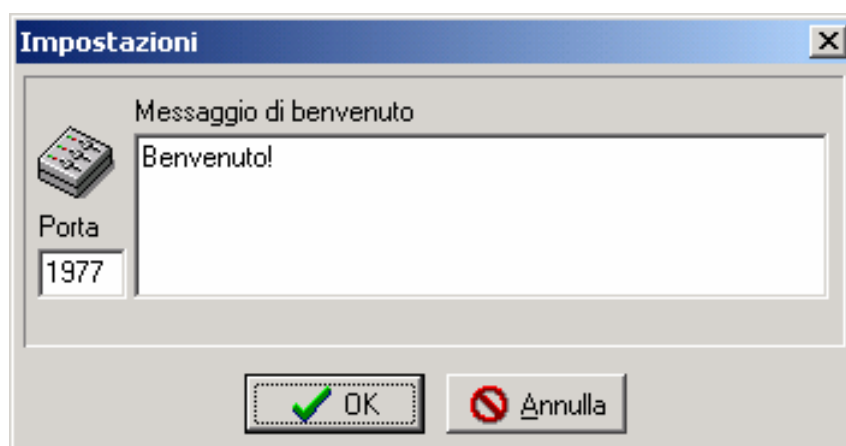 Impostazioni
Messaggio di benvenuto
Benvenuto!
Porta
1977
OK
Annulla